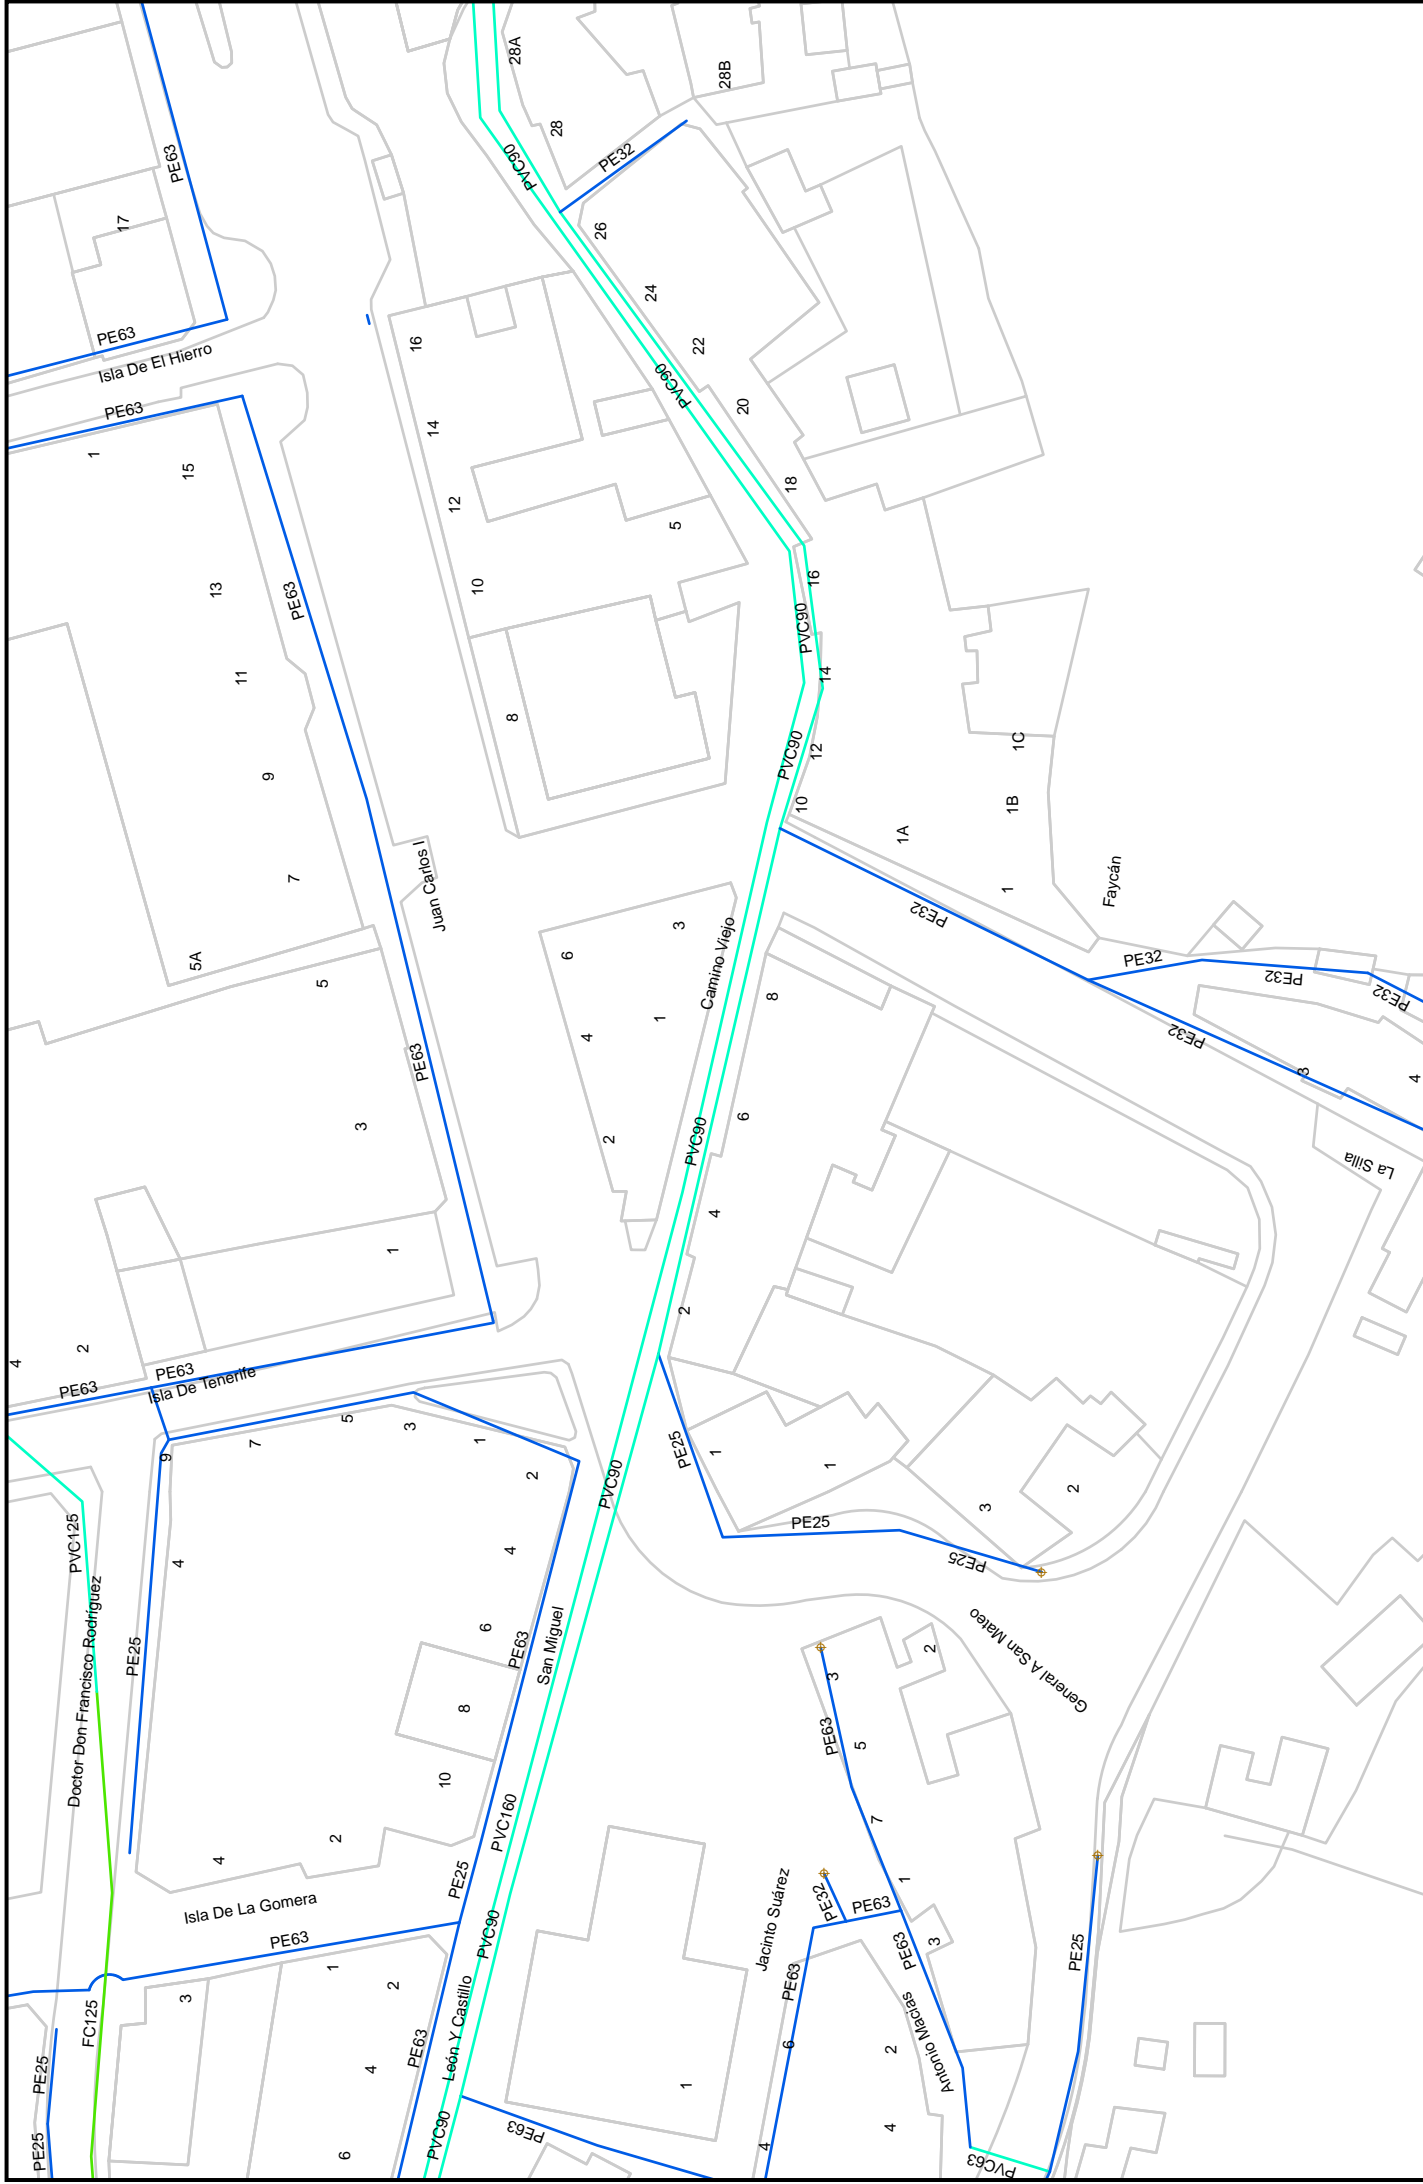 28A
28B
28
PE63
PVC90
PE32
17
26
24
PE63
Isla De El Hierro
16
22
PVC90
PE63
20
14
1
15
18
12
5
13
PE63
10
16
PVC90
14
11
8
PVC90
12
9
10
1C
1B
1A
7
Juan Carlos I
Faycán
1
PE32
3
5A
6
Camino Viejo
PE32
PE32
PE32
5
8
1
4
PE32
PE63
3
4
3
6
2
PVC90
La Silla
4
1
2
2
4
PE63
PE63
Isla De Tenerife
5
3
7
1
9
PE25
1
1
2
PVC90
2
3
PVC125
4
4
PE25
PE25
Doctor Don Francisco Rodríguez
6
San Miguel
PE63
PE25
General A San Mateo
2
3
8
PE63
5
10
PVC160
7
2
4
PE25
Jacinto Suárez
1
PE32
PE63
Isla De La Gomera
PVC90
PE63
3
PE63
PE25
1
2
3
PE63
León Y Castillo
FC125
PE63
Antonio Macias
6
2
PE25
4
1
PE63
4
4
PVC90
PE25
6
PVC63